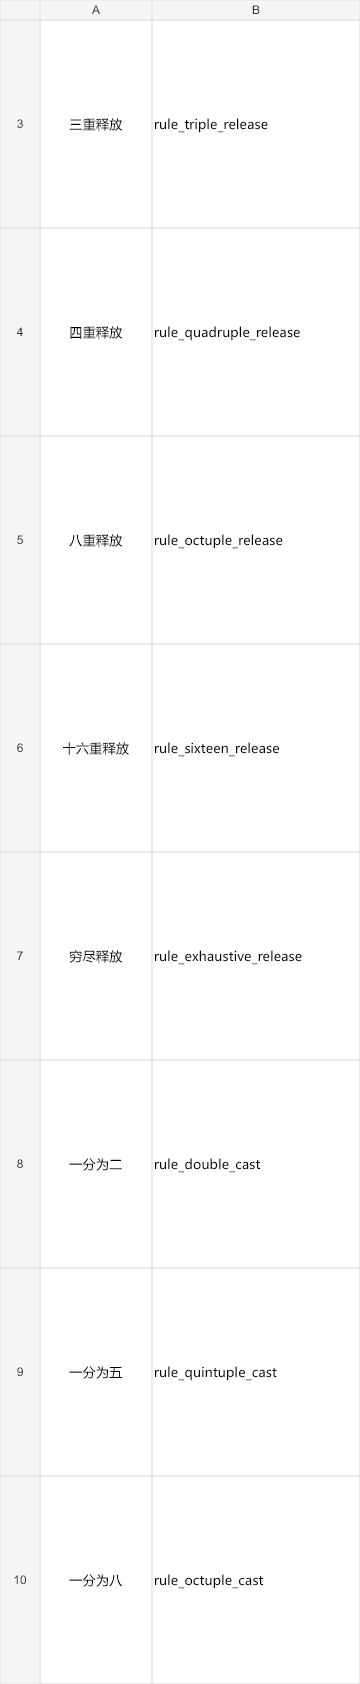 A B
3 三重释放 rule_triple_release
4 四重释放 rule_quadruple_release
5 八重释放 rule_octuple_release
6 十六重释放 rule_sixteen_release
7 穷尽释放 rule_exhaustive_release
8 一分为二 rule_double_cast
9 一分为五 rule_quintuple_cast
10 一分为八 rule_octuple_cast